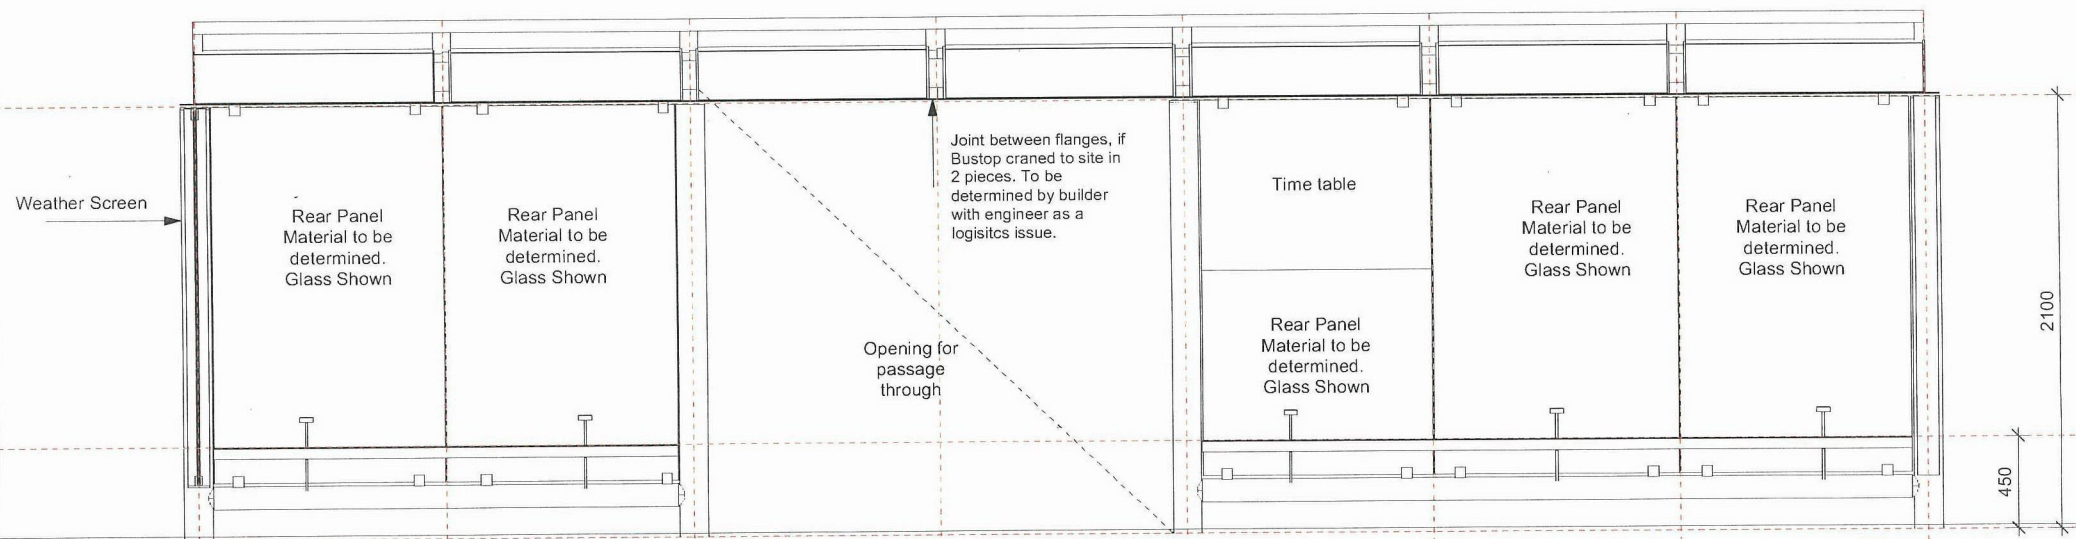 Weather Screen
Rear Panel
Material to be
determined.
Glass Shown
Rear Panel
Material to be
determined.
Glass Shown
Joint between flanges, if
Bustop craned to site in
2 pieces. To be
determined by builder
with engineer as a
logisitcs issue.
Opening for
passage
through
Time table
Rear Panel
Material to be
determined.
Glass Shown
Rear Panel
Material to be
determined.
Glass Shown
Rear Panel
Material to be
determined.
Glass Shown
2100
450